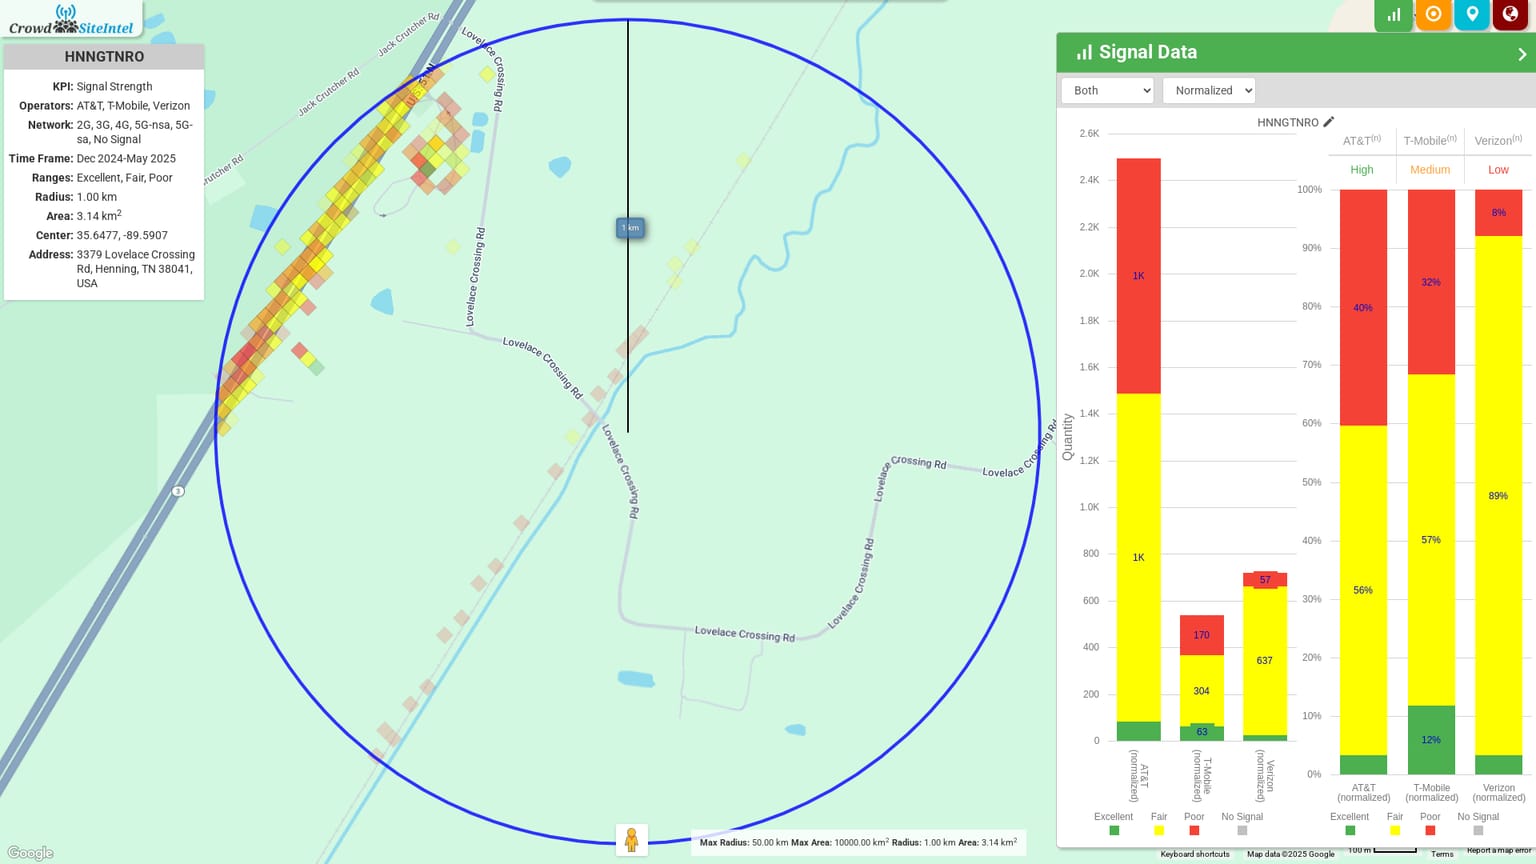 Crowd SiteIntel
HNNGTNRO
KPI: Signal Strength
Operators: AT&T, T-Mobile, Verizon
Network: 2G, 3G, 4G, 5G-nsa, 5G-
sa, No Signal
Time Frame: Dec 2024-May 2025
Ranges: Excellent, Fair, Poor
Radius: 1.00 km
Area: 3.14 km²
Center: 35.6477, -89.5907
Address: 3379 Lovelace Crossing
Rd, Henning, TN 38041,
USA
Jack Crutcher Rd
Jack Crutcher Rd
rutcher Rd
Lovelace Crossing Rd
1 km
Lovelace Crossing Rd
Lovelace Crossing Rd
Lovelace Crossing Rd
Lovelace Crossing Rd
Lovelace Crossing Rd
Lovelace Crossing Rd
Lovelace Crossing Rd
Lovelace Crossing Rd
3
Google
Max Radius: 50.00 km Max Area: 10000.00 km² Radius: 1.00 km Area: 3.14 km²
Signal Data
Both
Normalized
HNNGTNRO
Quantity
2.6K
2.4K
2.2K
2.0K
1.8K
1.6K
1.4K
1.2K
1.0K
800
600
400
200
0
1K
1K
170
304
63
57
637
AT&T
(normalized)
T-Mobile
(normalized)
Verizon
(normalized)
Excellent Fair Poor No Signal
AT&T(n) T-Mobile(n) Verizon(n)
High Medium Low
100%
90%
80%
70%
60%
50%
40%
30%
20%
10%
0%
40%
56%
32%
57%
12%
8%
89%
AT&T
(normalized)
T-Mobile
(normalized)
Verizon
(normalized)
Excellent Fair Poor No Signal
Keyboard shortcuts Map data ©2025 Google 100 m Terms Report a map error